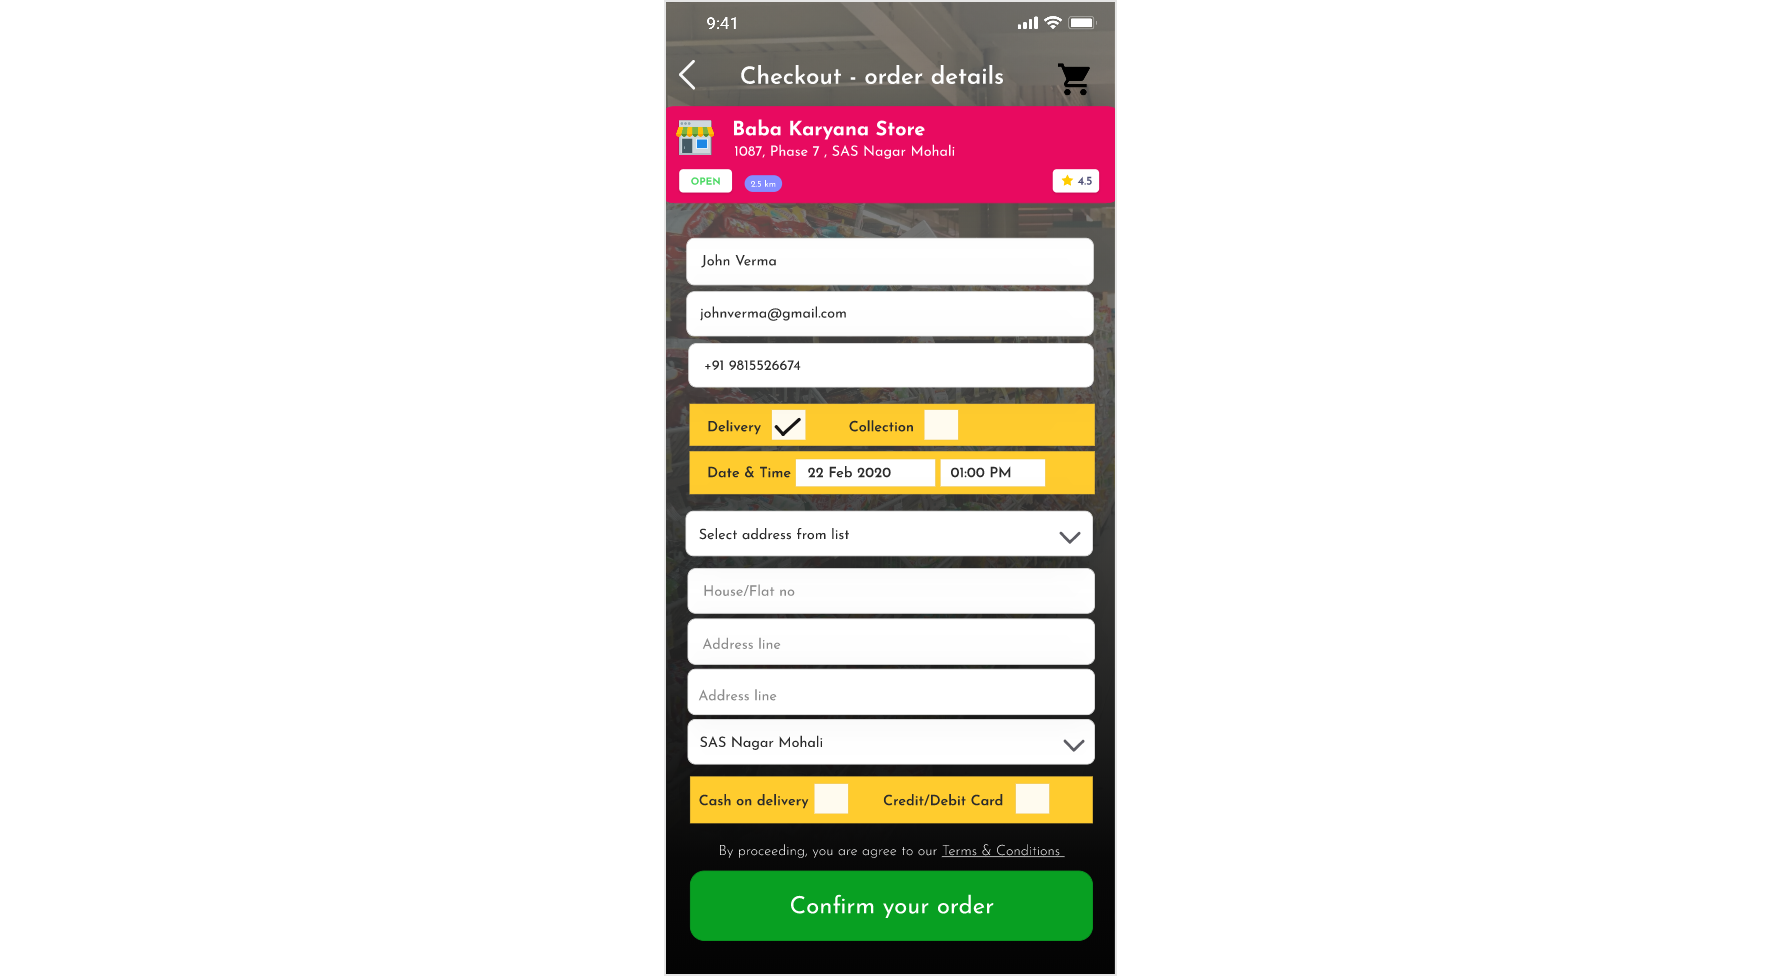 9:41
Checkout - order details
Baba Karyana Store
1087, Phase 7 , SAS Nagar Mohali
OPEN
2.5 km
4.5
John Verma
johnverma@gmail.com
+91 9815526674
Delivery
Collection
Date & Time
22 Feb 2020
01:00 PM
Select address from list
House/Flat no
Address line
Address line
SAS Nagar Mohali
Cash on delivery
Credit/Debit Card
By proceeding, you are agree to our Terms & Conditions
Confirm your order